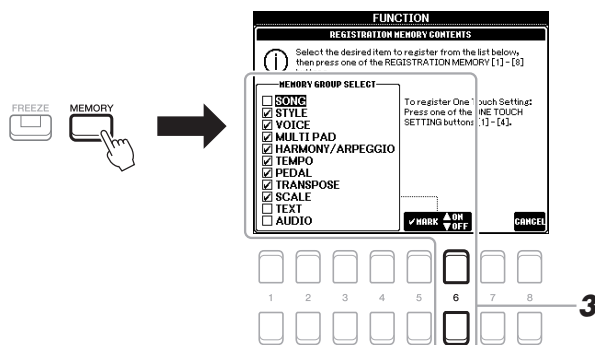 FUNCTION
REGISTRATION MEMORY CONTENTS
Select the desired item to register from the list below,
then press one of the REGISTRATION MEMORY [1]-[8]
MEMORY GROUP SELECT
SONG
STYLE
VOICE
MULTI PAD
HARMONY/ARPEGGIO
TEMPO
PEDAL
TRANSPOSE
SCALE
TEXT
AUDIO
To register One Touch Setting:
Press one of the ONE TOUCH
SETTING buttons [1]-[4].
MARK ▲ON
▼OFF
CANCEL
FREEZE
MEMORY
1 2 3 4 5 6 7 8
3